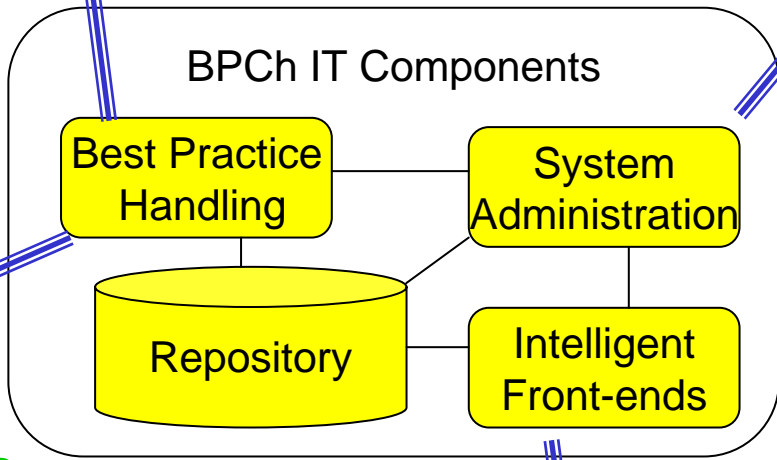 BPCh IT Components
Best Practice
Handling
System
Administration
Repository
Intelligent
Front-ends